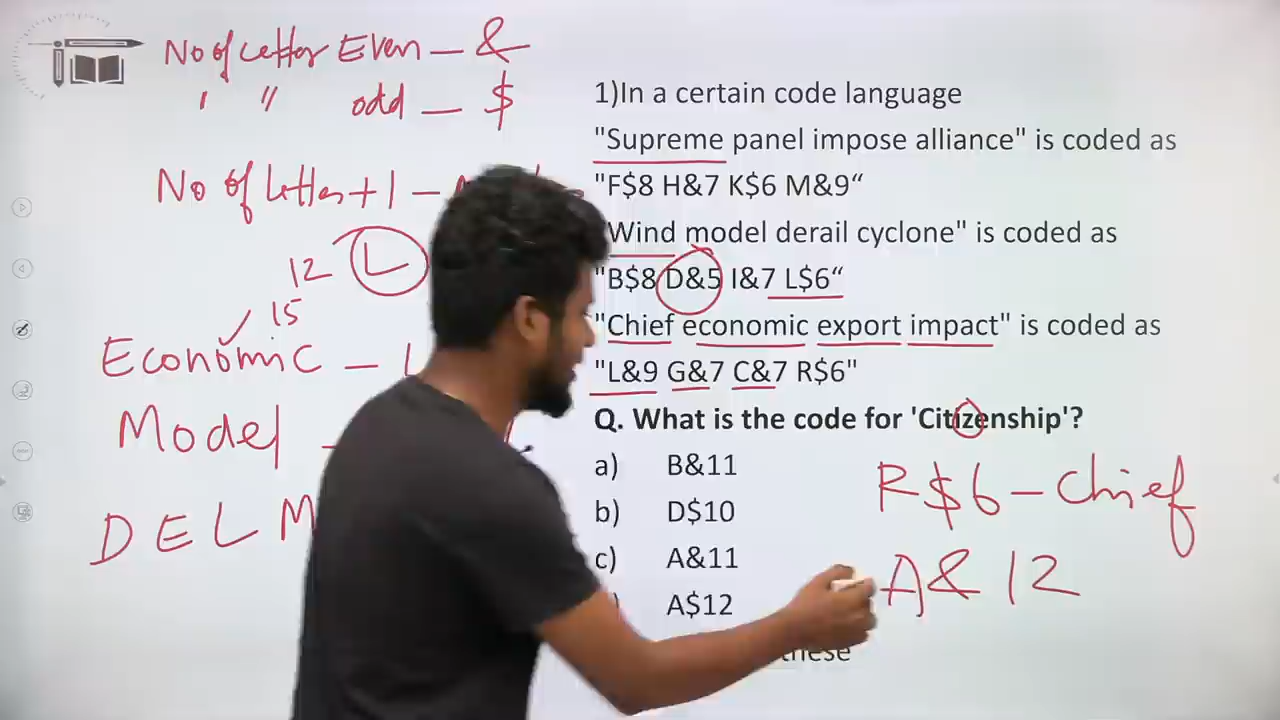 No of Letter Even - &
" " odd - $
No of Letter + 1 -
12 L
15
Economic - L
Model -
D E L M
1)In a certain code language
"Supreme panel impose alliance" is coded as
"F$8 H&7 K$6 M&9“
Wind model derail cyclone" is coded as
"B$8 D&5 I&7 L$6“
"Chief economic export impact" is coded as
"L&9 G&7 C&7 R$6"
Q. What is the code for 'Citizenship'?
a) B&11
b) D$10
c) A&11
A$12
these
R$6 - Chief
A& 12